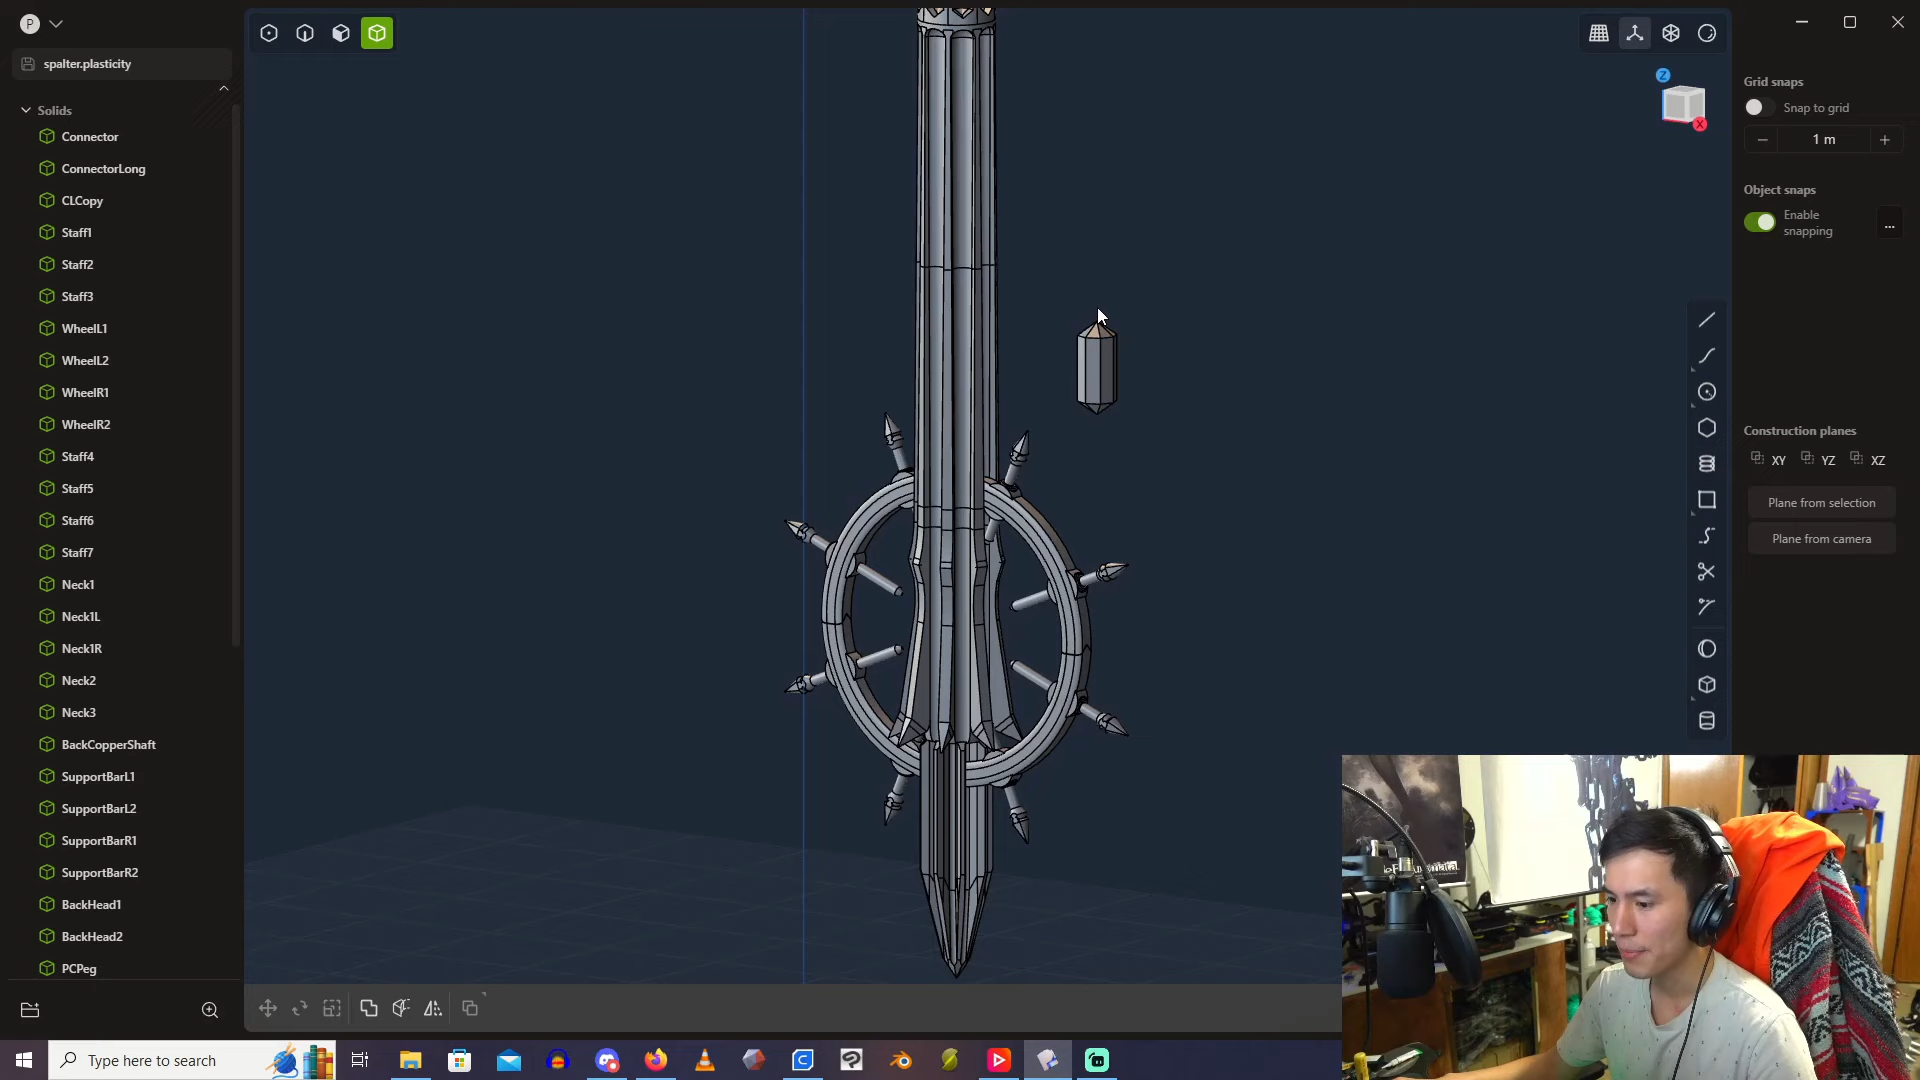 P
spalter.plasticity
Solids
Connector
ConnectorLong
CLCopy
Staff1
Staff2
Staff3
WheelL1
WheelL2
WheelR1
WheelR2
Staff4
Staff5
Staff6
Staff7
Neck1
Neck1L
Neck1R
Neck2
Neck3
BackCopperShaft
SupportBarL1
SupportBarL2
SupportBarR1
SupportBarR2
BackHead1
BackHead2
PCPeg
Z
X
Grid snaps
Snap to grid
1 m
Object snaps
Enable
snapping
...
Construction planes
XY YZ XZ
Plane from selection
Plane from camera
Type here to search